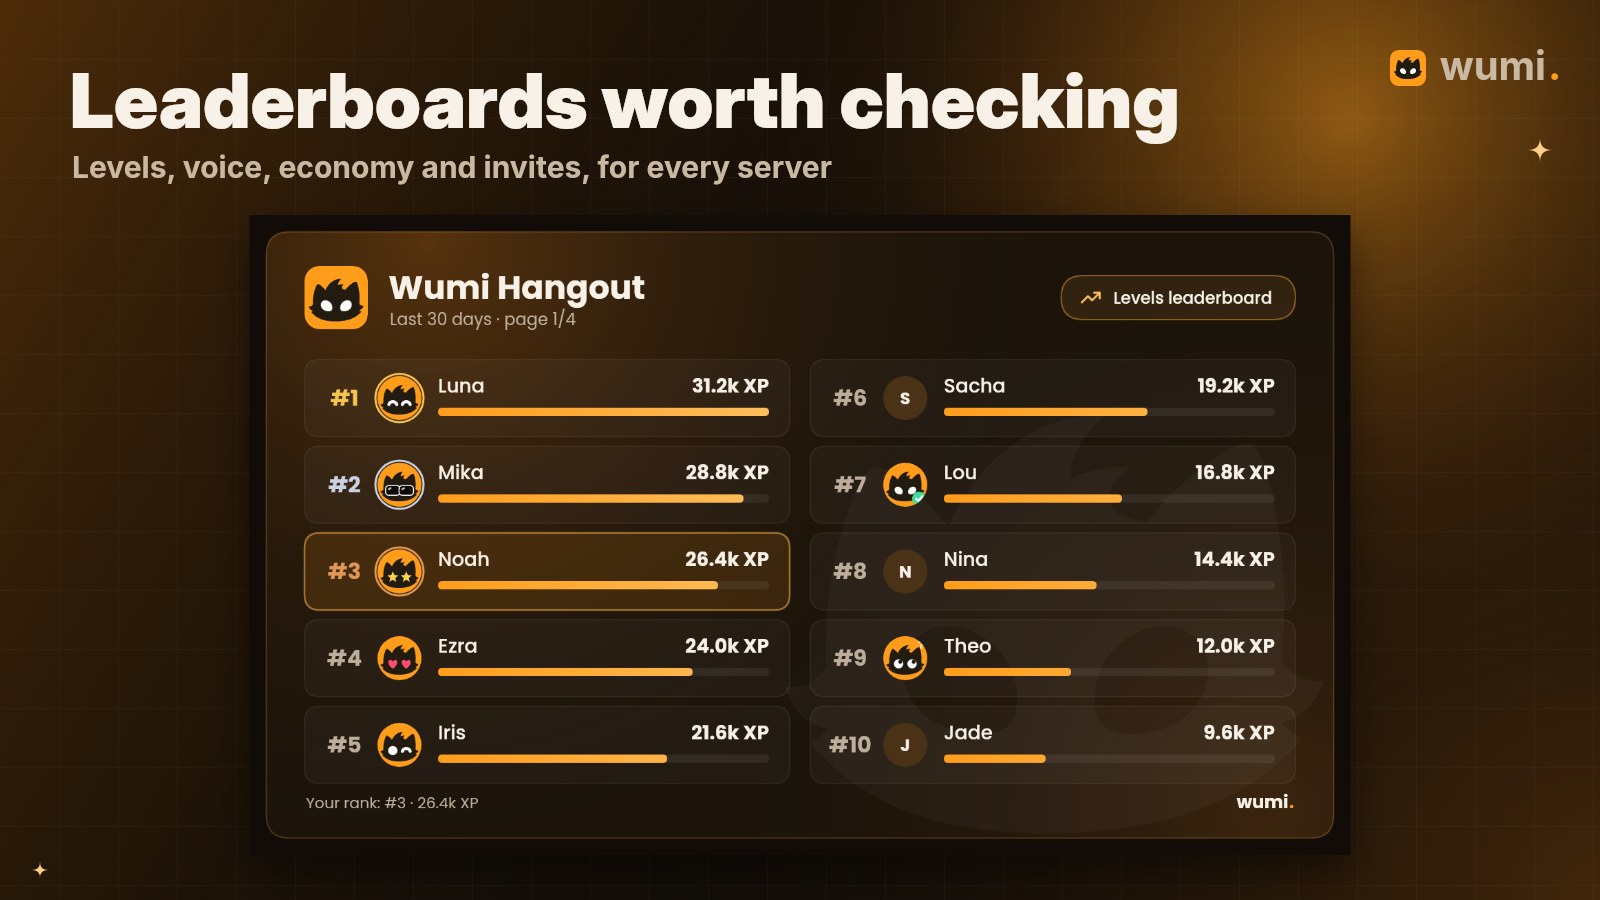 Leaderboards worth checking
wumi.
Levels, voice, economy and invites, for every server
Wumi Hangout
Last 30 days · page 1/4
Levels leaderboard
#1 Luna 31.2k XP
#2 Mika 28.8k XP
#3 Noah 26.4k XP
#4 Ezra 24.0k XP
#5 Iris 21.6k XP
#6 S Sacha 19.2k XP
#7 Lou 16.8k XP
#8 N Nina 14.4k XP
#9 Theo 12.0k XP
#10 J Jade 9.6k XP
Your rank: #3 · 26.4k XP
wumi.